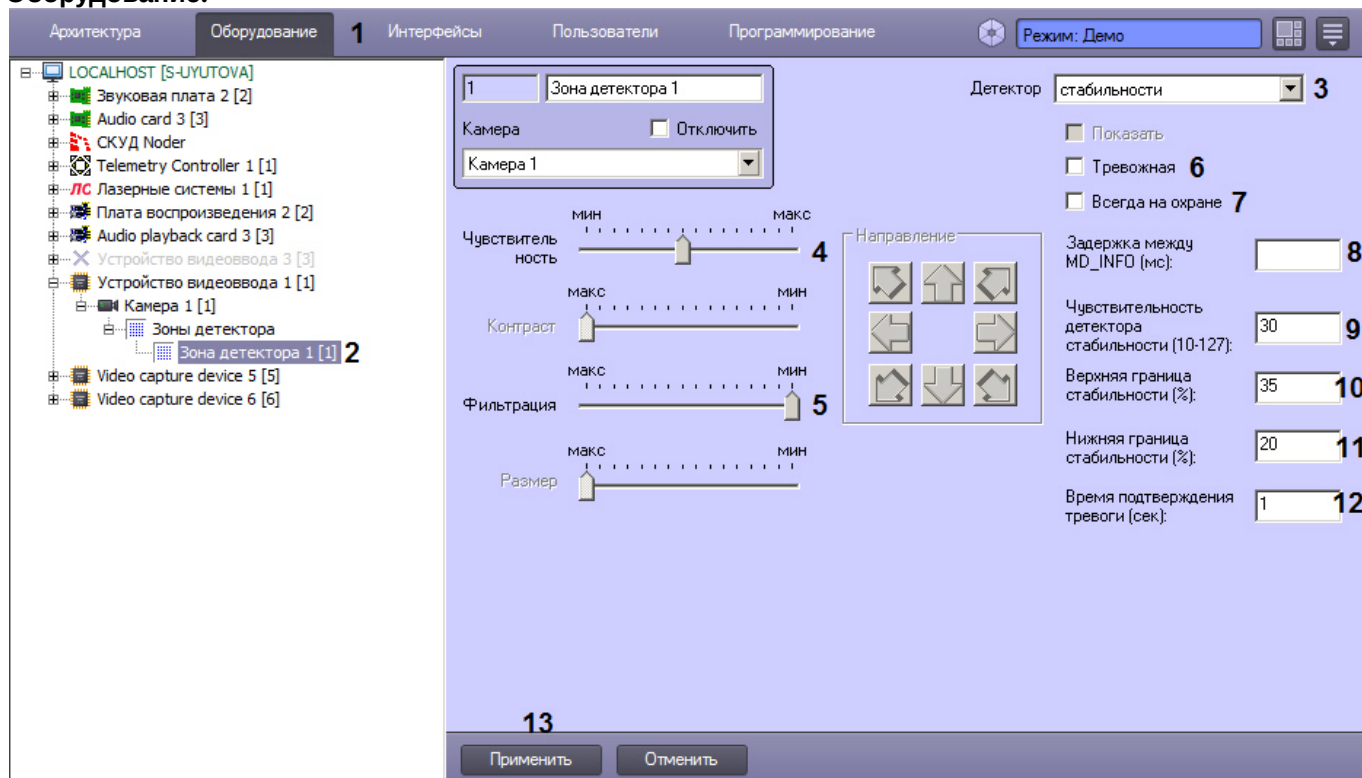 Оборудование.
Архитектура Оборудование 1 Интерфейсы Пользователи Программирование Режим: Демо
LOCALHOST [S-UYUTOVA]
Звуковая плата 2 [2]
Audio card 3 [3]
СКУД Noder
Telemetry Controller 1 [1]
ЛС Лазерные системы 1 [1]
Плата воспроизведения 2 [2]
Audio playback card 3 [3]
Устройство видеоввода 3 [3]
Устройство видеоввода 1 [1]
Камера 1 [1]
Зоны детектора
Зона детектора 1 [1] 2
Video capture device 5 [5]
Video capture device 6 [6]
1 Зона детектора 1
Камера Отключить
Камера 1
Детектор стабильности 3
Показать
Тревожная 6
Всегда на охране 7
мин макс
Чувствитель
ность 4
макс мин
Контраст
макс мин
Фильтрация 5
макс мин
Размер
Направление
Задержка между
MD_INFO (мс): 8
Чувствительность
детектора
стабильности (10-127): 30 9
Верхняя граница
стабильности (%): 35 10
Нижняя граница
стабильности (%): 20 11
Время подтверждения
тревоги (сек): 1 12
13
Применить Отменить